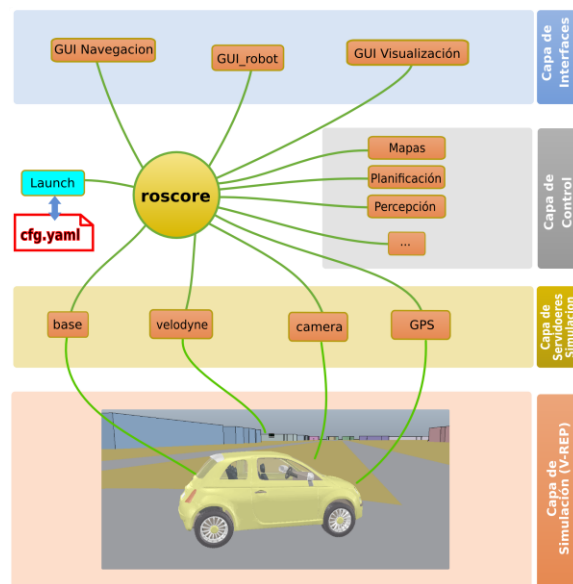 GUI Navegacion
GUI_robot
GUI Visualización
Capa de
Interfaces
Mapas
Planificación
Percepción
...
Capa de
Control
Launch
cfg.yaml
roscore
base
velodyne
camera
GPS
Capa de
Servidoeres
Simulacion
Capa de
Simulación (V-REP)